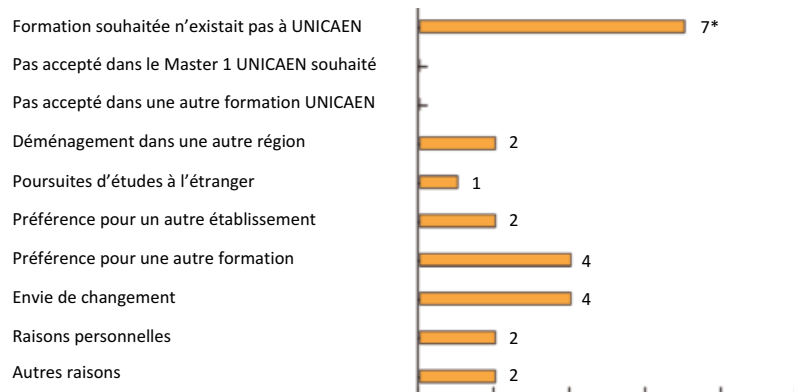 Formation souhaitée n’existait pas à UNICAEN 7*
Pas accepté dans le Master 1 UNICAEN souhaité
Pas accepté dans une autre formation UNICAEN
Déménagement dans une autre région 2
Poursuites d’études à l’étranger 1
Préférence pour un autre établissement 2
Préférence pour une autre formation 4
Envie de changement 4
Raisons personnelles 2
Autres raisons 2